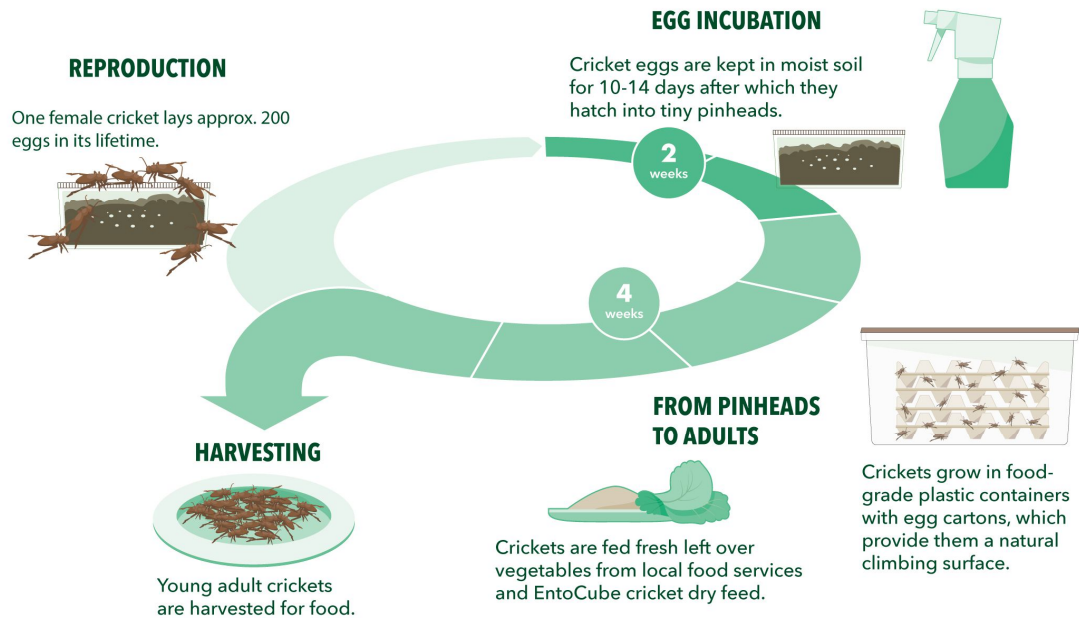 REPRODUCTION
One female cricket lays approx. 200
eggs in its lifetime.
EGG INCUBATION
Cricket eggs are kept in moist soil
for 10-14 days after which they
hatch into tiny pinheads.
2
weeks
4
weeks
FROM PINHEADS
TO ADULTS
Crickets are fed fresh left over
vegetables from local food services
and EntoCube cricket dry feed.
Crickets grow in food-
grade plastic containers
with egg cartons, which
provide them a natural
climbing surface.
HARVESTING
Young adult crickets
are harvested for food.